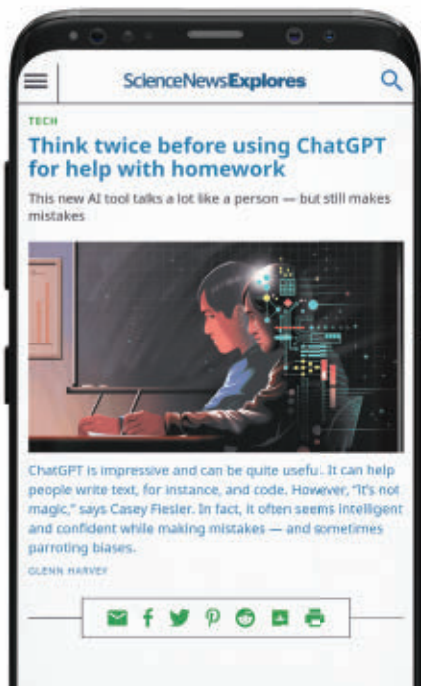 ScienceNewsExplores
TECH
Think twice before using ChatGPT
for help with homework
This new AI tool talks a lot like a person — but still makes
mistakes
ChatGPT is impressive and can be quite useful. It can help
people write text, for instance, and code. However, “it’s not
magic,” says Casey Fiesler. In fact, it often seems intelligent
and confident while making mistakes — and sometimes
parroting biases.
GLENN HARVEY